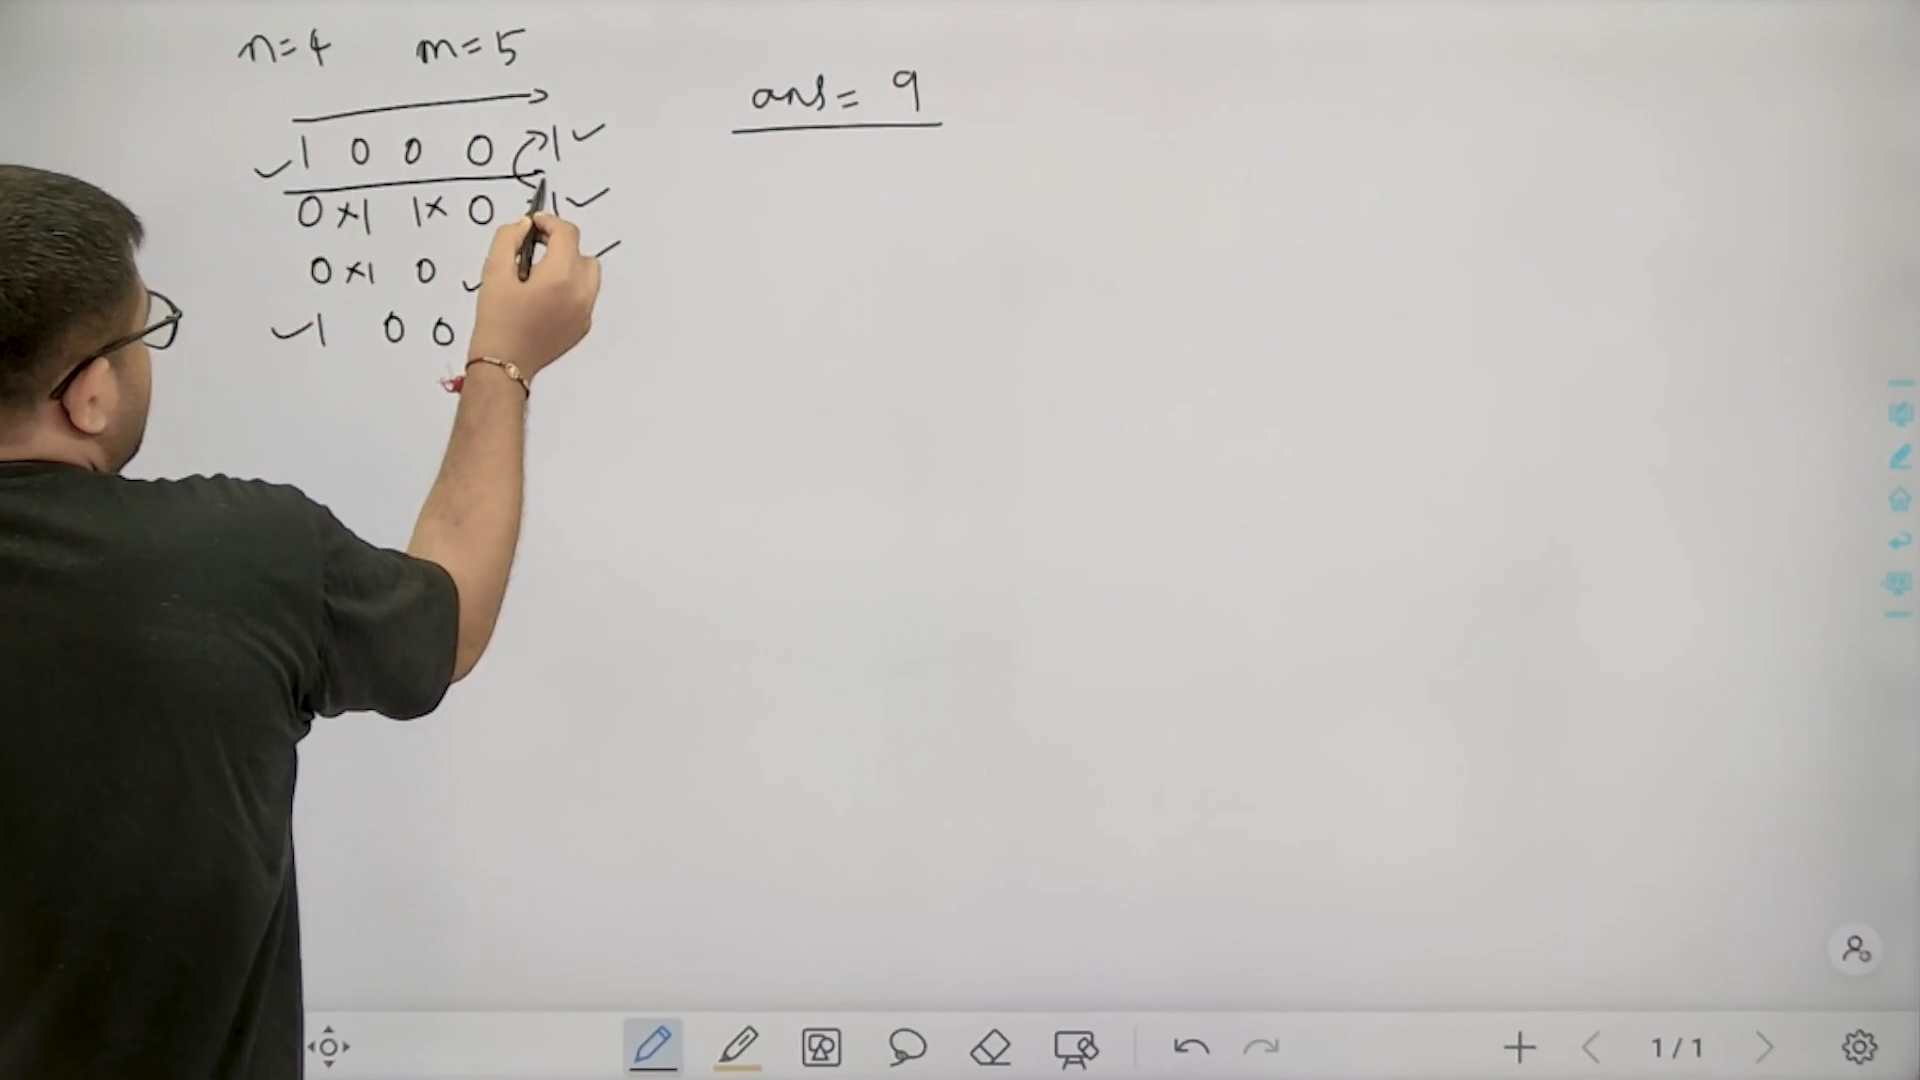 n=4 m=5
ans= 9
✓1 0 0 0 1✓
0 ×1 1× 0 1✓
0 ×1 0 ✓
✓1 0 0
1/1